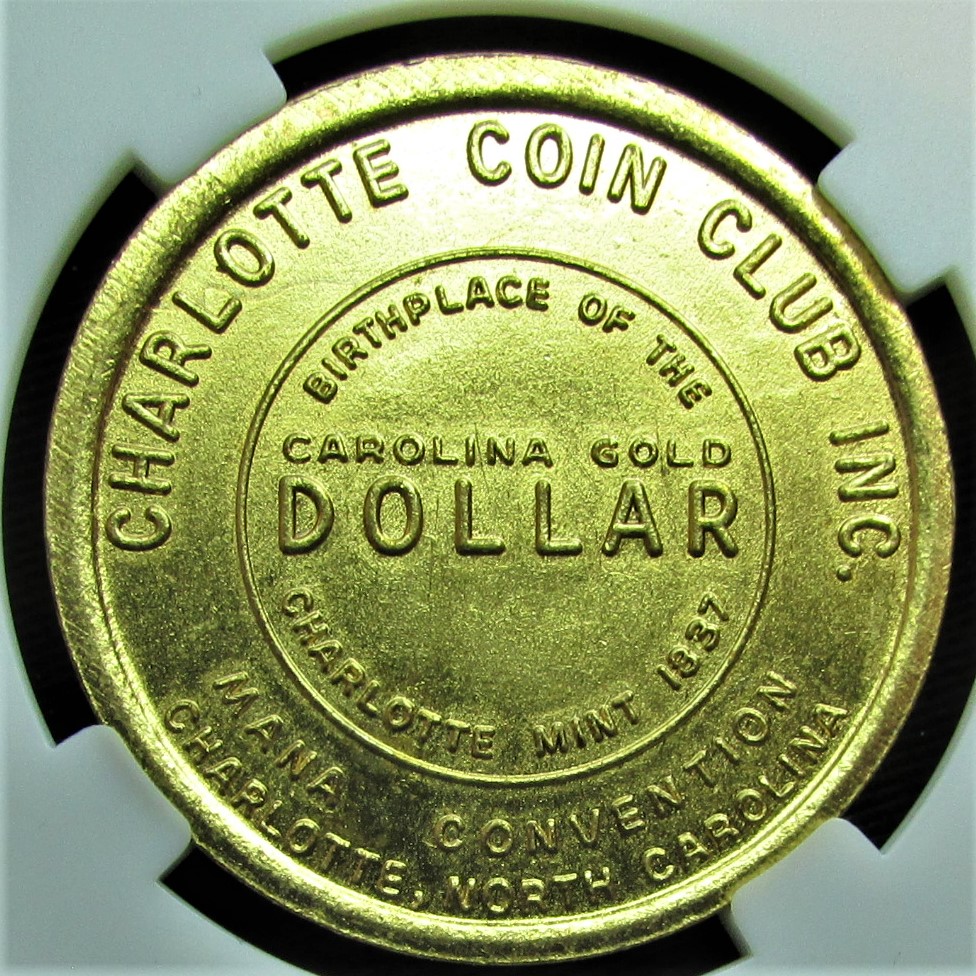 CHARLOTTE COIN CLUB INC.
BIRTHPLACE OF THE
CAROLINA GOLD
DOLLAR
CHARLOTTE MINT 1837
MANA CONVENTION
CHARLOTTE, NORTH CAROLINA